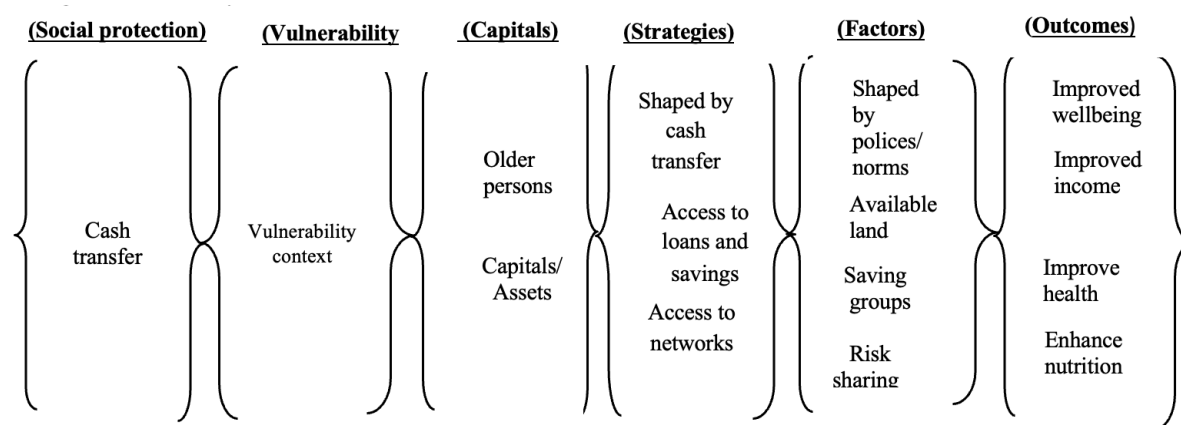 (Social protection)
(Vulnerability
(Capitals)
(Strategies)
(Factors)
(Outcomes)
Cash
transfer
Vulnerability
context
Older
persons
Capitals/
Assets
Shaped by
cash
transfer
Access to
loans and
savings
Access to
networks
Shaped
by
polices/
norms
Available
land
Saving
groups
Risk
sharing
Improved
wellbeing
Improved
income
Improve
health
Enhance
nutrition